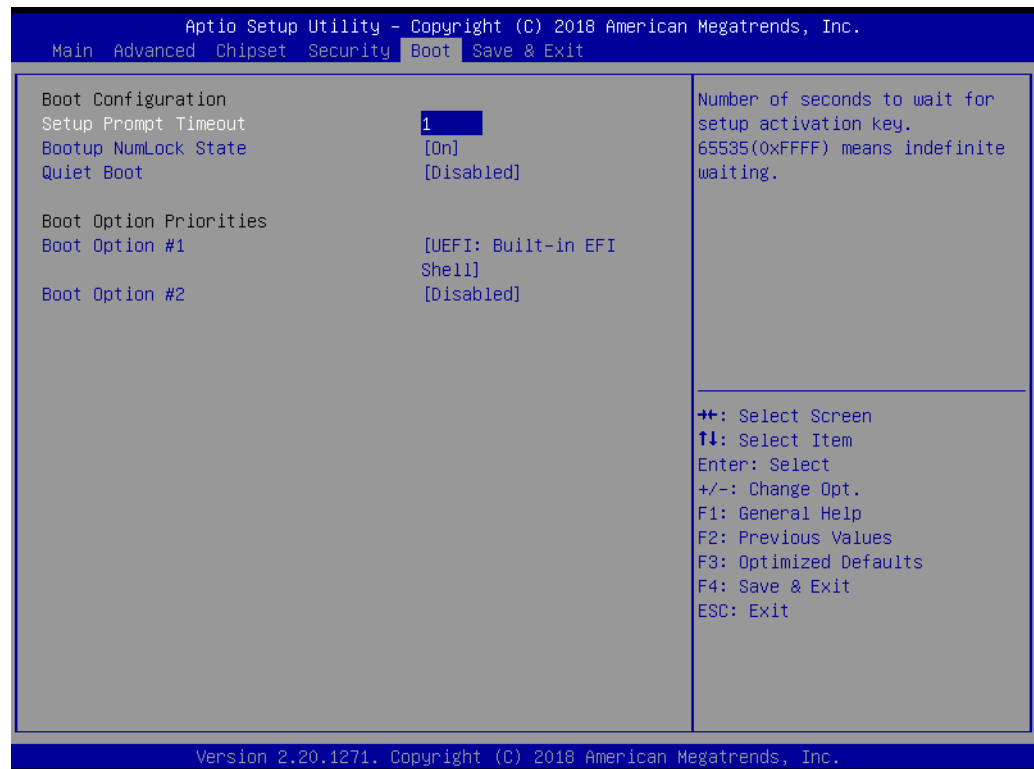 Aptio Setup Utility – Copyright (C) 2018 American Megatrends, Inc.
Main Advanced Chipset Security Boot Save & Exit
Boot Configuration
Setup Prompt Timeout 1
Bootup NumLock State [On]
Quiet Boot [Disabled]
Boot Option Priorities
Boot Option #1 [UEFI: Built-in EFI
Shell]
Boot Option #2 [Disabled]
Number of seconds to wait for
setup activation key.
65535(0xFFFF) means indefinite
waiting.
→←: Select Screen
↑↓: Select Item
Enter: Select
+/-: Change Opt.
F1: General Help
F2: Previous Values
F3: Optimized Defaults
F4: Save & Exit
ESC: Exit
Version 2.20.1271. Copyright (C) 2018 American Megatrends, Inc.